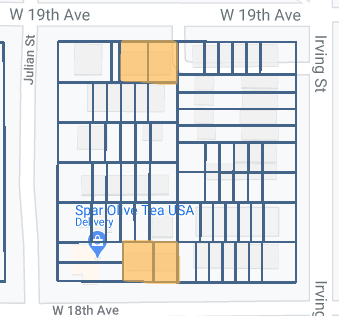 W 19th Ave
W 19th Ave
Julian St
Irving St
Spar Olive Tea USA
Delivery
W 18th Ave
Irving